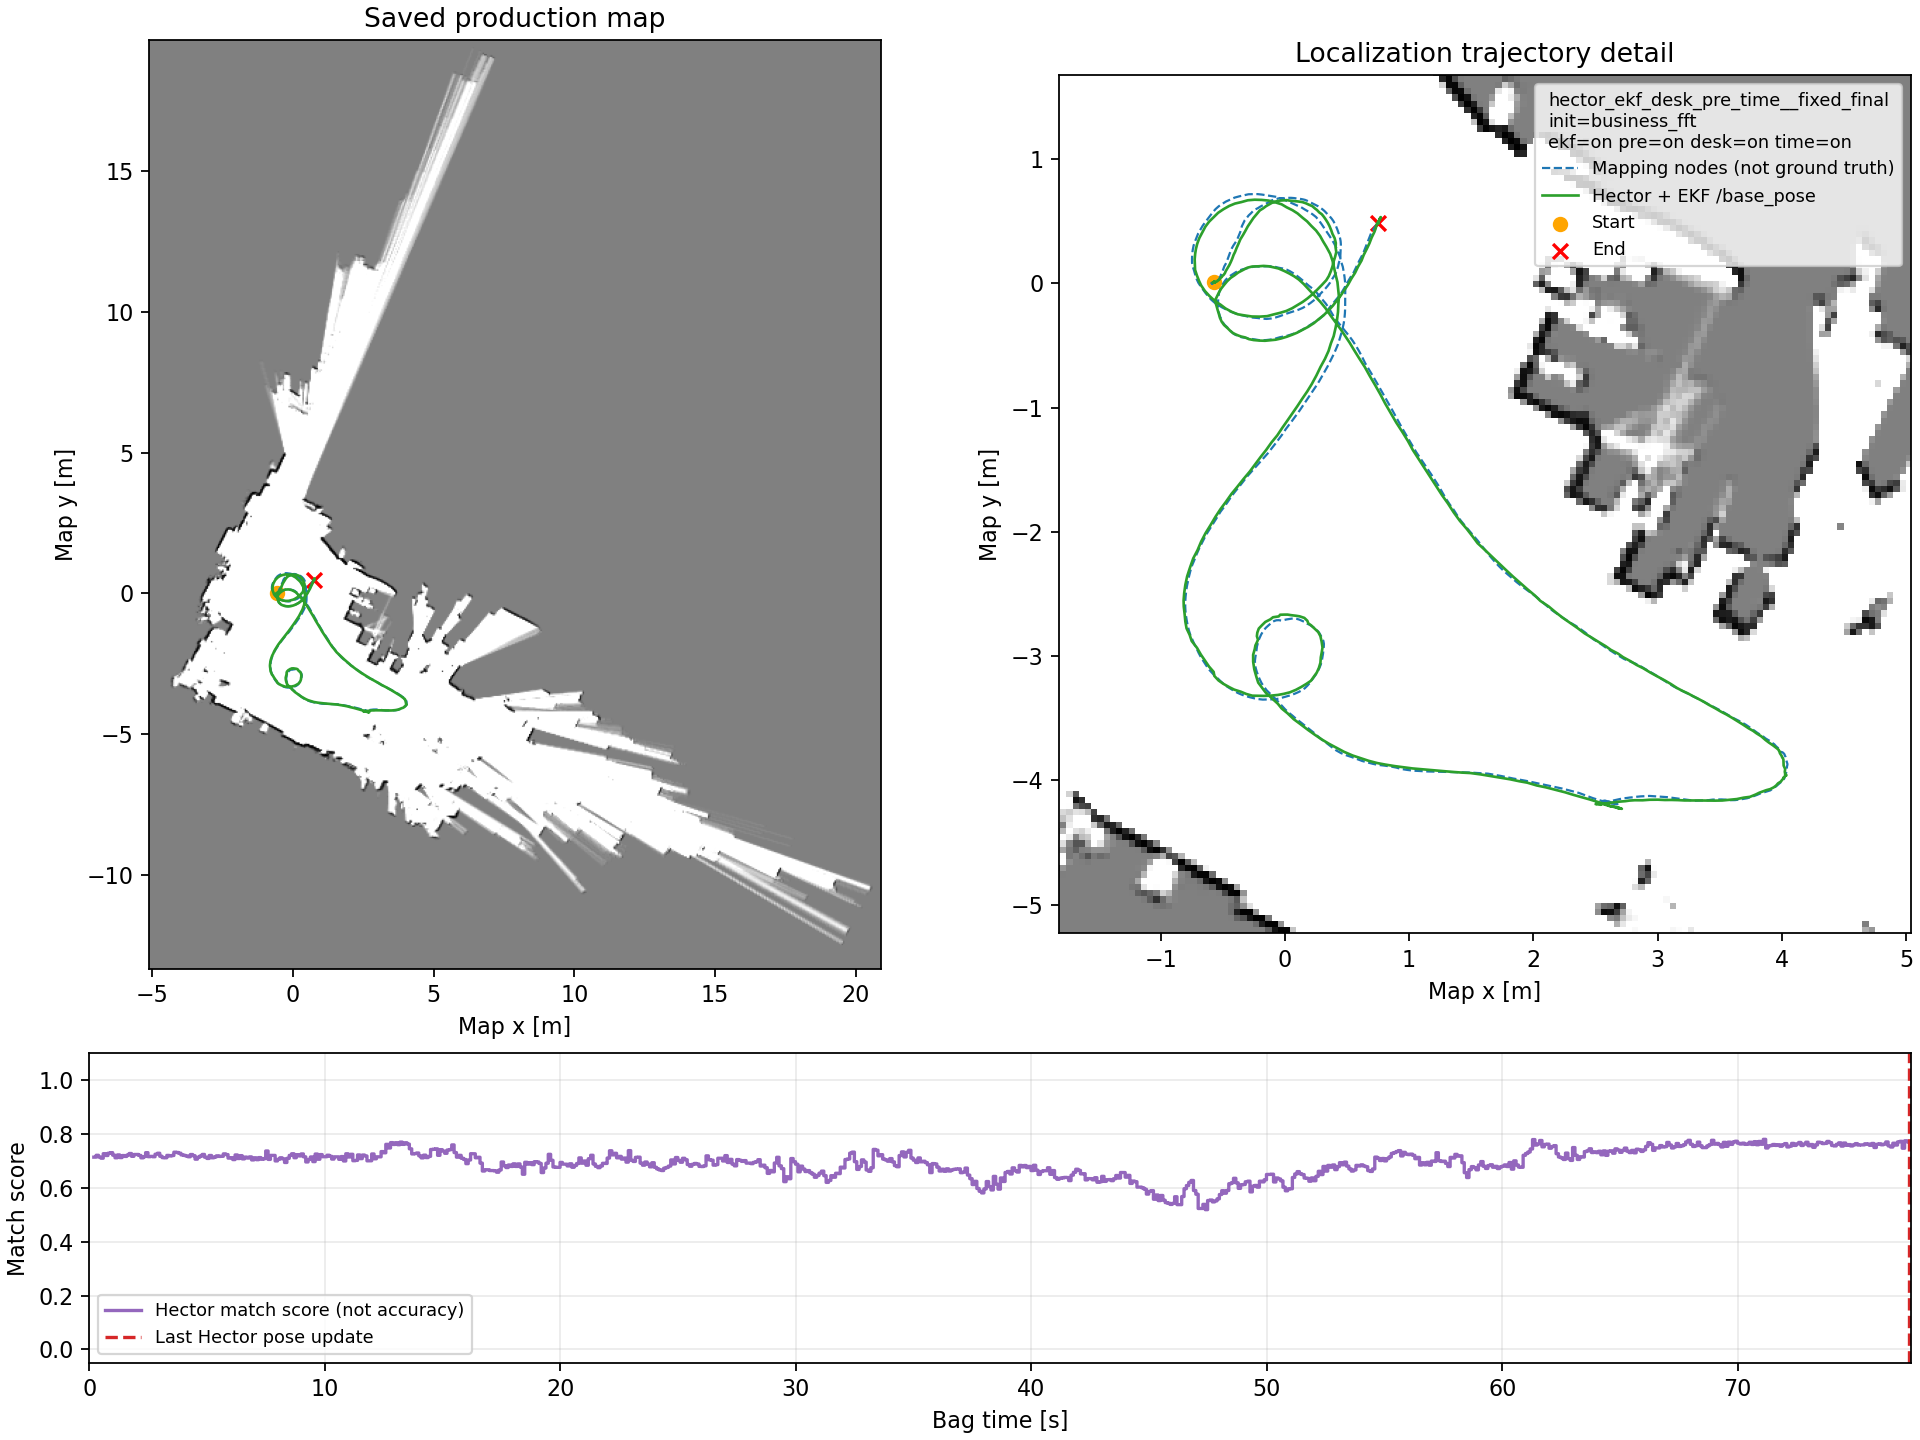 Saved production map
Map y [m]
15
10
5
0
−5
−10
−5
0
5
10
15
20
Map x [m]
Localization trajectory detail
hector_ekf_desk_pre_time__fixed_final
init=business_fft
ekf=on pre=on desk=on time=on
Mapping nodes (not ground truth)
Hector + EKF /base_pose
Start
End
Map y [m]
1
0
−1
−2
−3
−4
−5
−1
0
1
2
3
4
5
Map x [m]
Match score
1.0
0.8
0.6
0.4
0.2
0.0
Hector match score (not accuracy)
Last Hector pose update
0
10
20
30
40
50
60
70
Bag time [s]